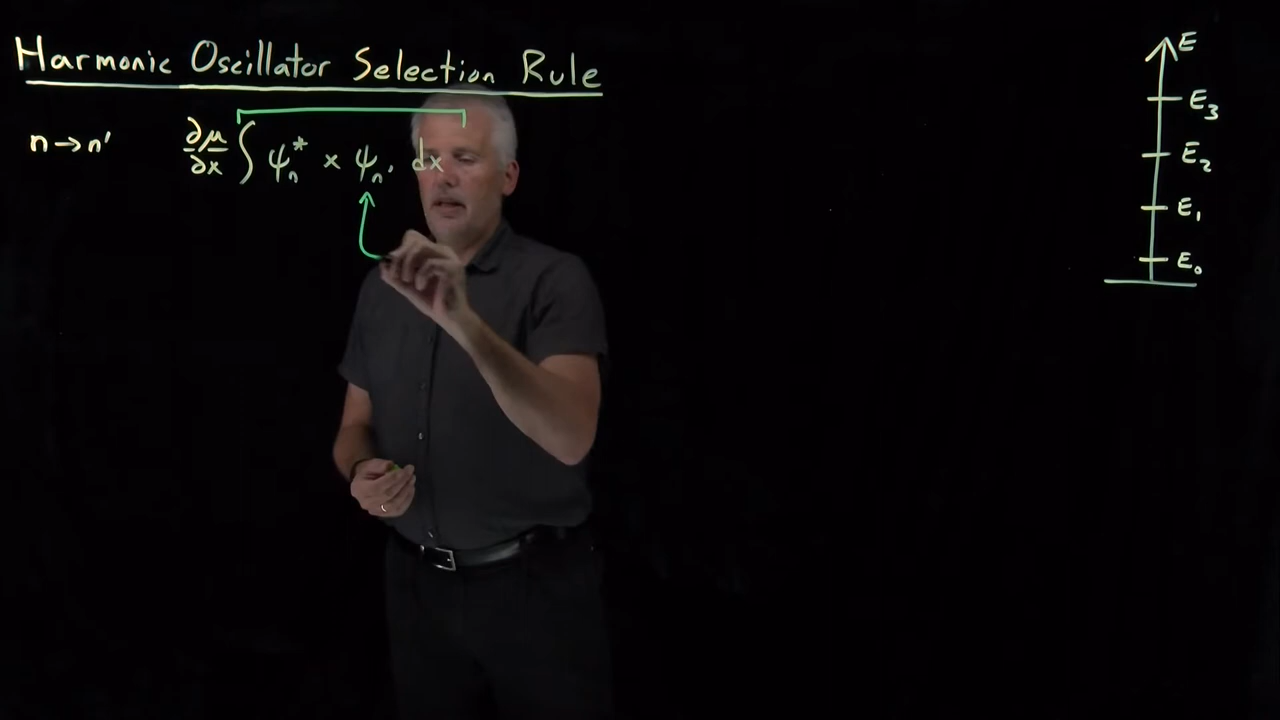 Harmonic Oscillator Selection Rule
n → n' ∂μ/∂x ∫ ψₙ* x ψₙ' dx
E
E₃
E₂
E₁
E₀